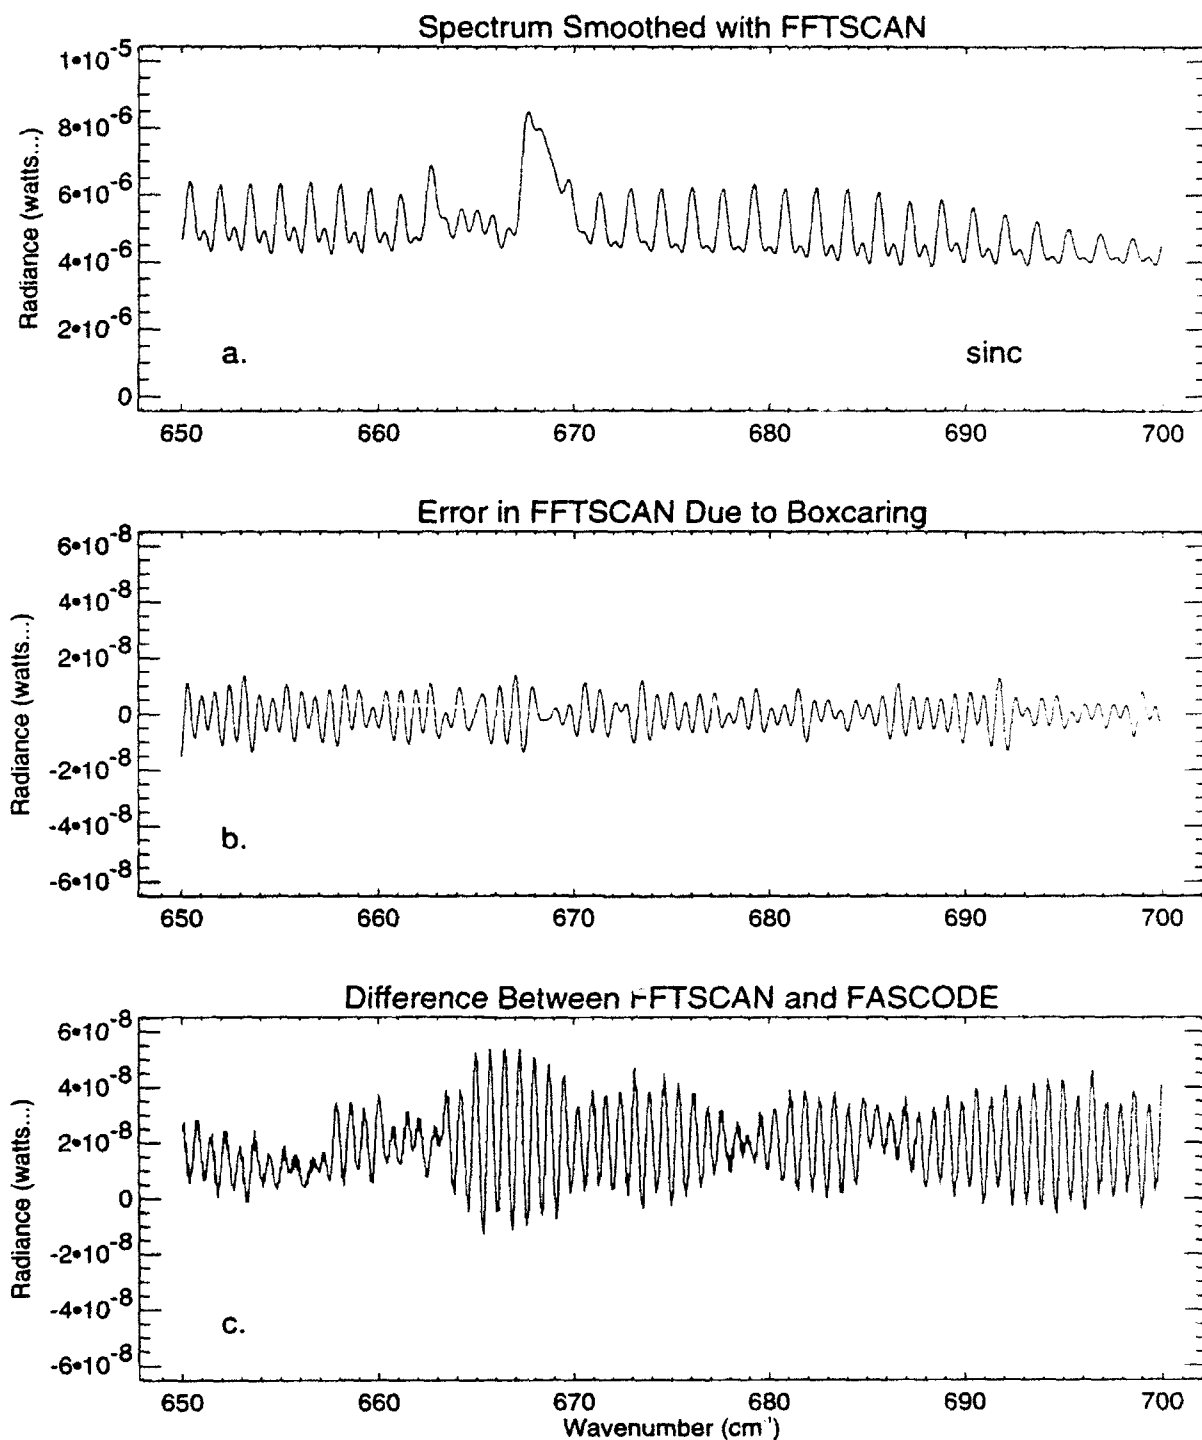 Spectrum Smoothed with FFTSCAN
1•10⁻⁵
8•10⁻⁶
6•10⁻⁶
4•10⁻⁶
2•10⁻⁶
0
Radiance (watts...)
a.
sinc
650 660 670 680 690 700
Error in FFTSCAN Due to Boxcaring
6•10⁻⁸
4•10⁻⁸
2•10⁻⁸
0
-2•10⁻⁸
-4•10⁻⁸
-6•10⁻⁸
Radiance (watts...)
b.
650 660 670 680 690 700
Difference Between FFTSCAN and FASCODE
6•10⁻⁸
4•10⁻⁸
2•10⁻⁸
0
-2•10⁻⁸
-4•10⁻⁸
-6•10⁻⁸
Radiance (watts...)
c.
650 660 670 680 690 700
Wavenumber (cm⁻¹)